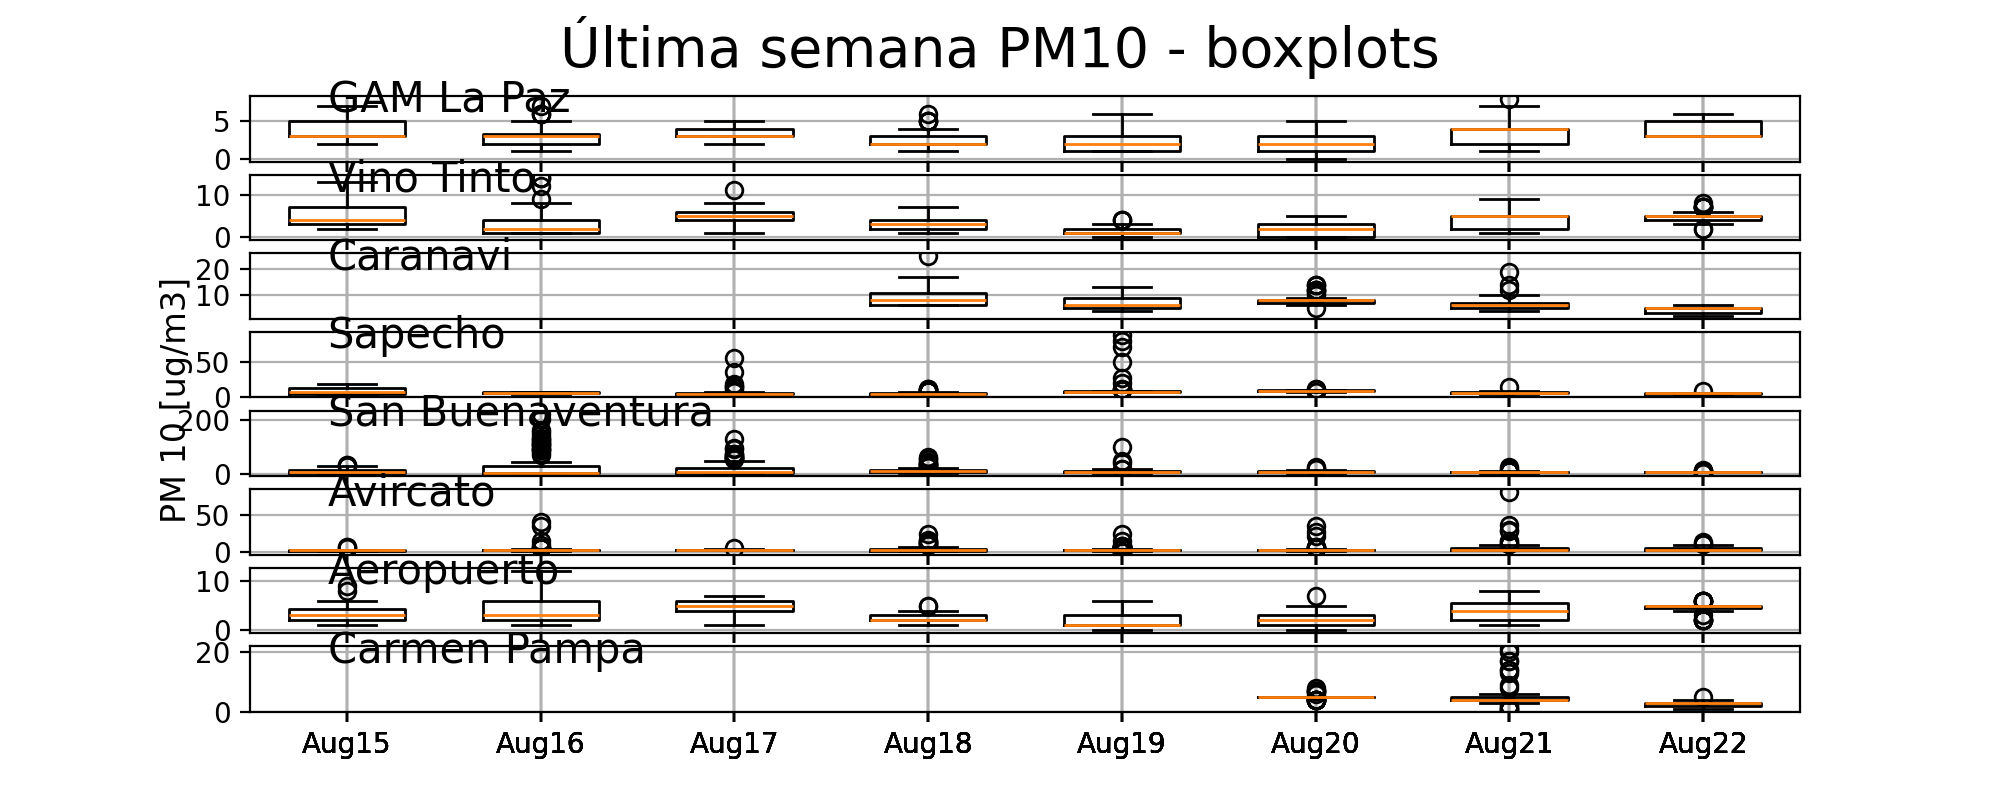 Última semana PM10 - boxplots
PM 10 [ug/m3]
GAM La Paz
5
0
Vino Tinto
10
0
Caranavi
20
10
Sapecho
50
0
San Buenaventura
200
0
Avircato
50
0
Aeropuerto
10
0
Carmen Pampa
20
0
Aug15 Aug16 Aug17 Aug18 Aug19 Aug20 Aug21 Aug22